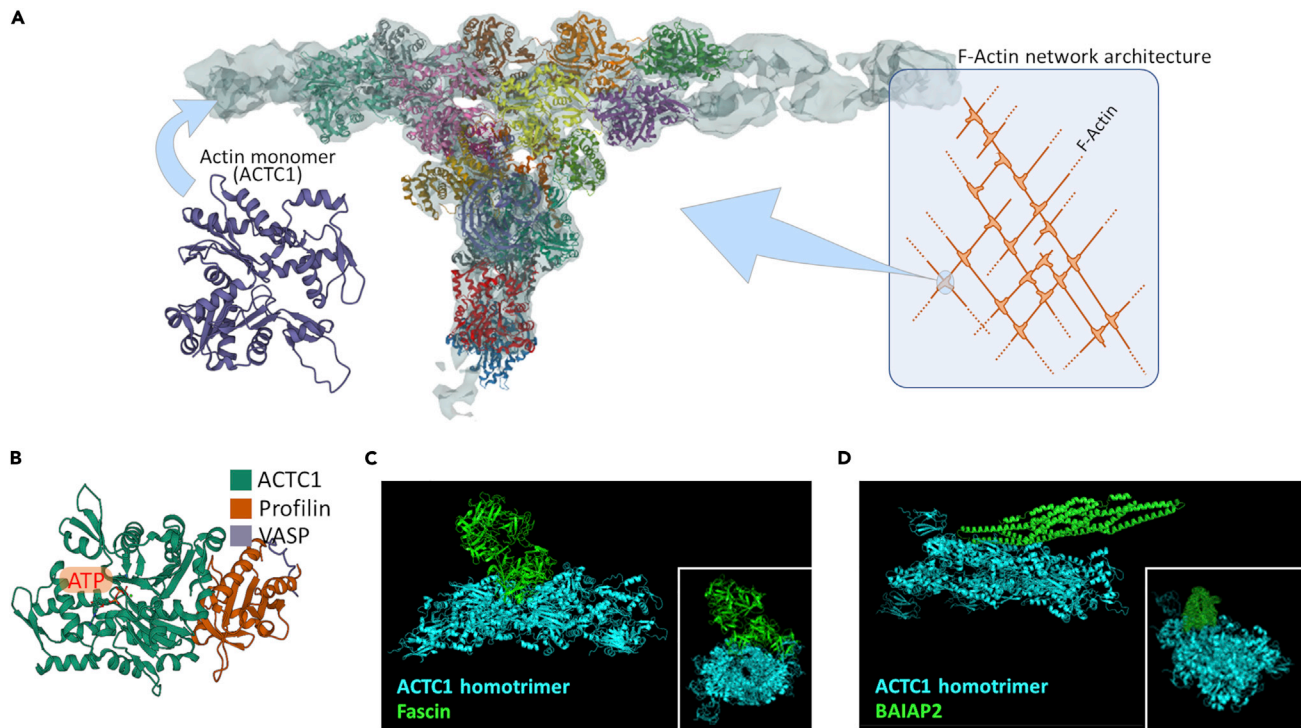 A
F-Actin network architecture
F-Actin
Actin monomer
(ACTC1)
B
ACTC1
Profilin
VASP
ATP
C
ACTC1 homotrimer
Fascin
D
ACTC1 homotrimer
BAIAP2